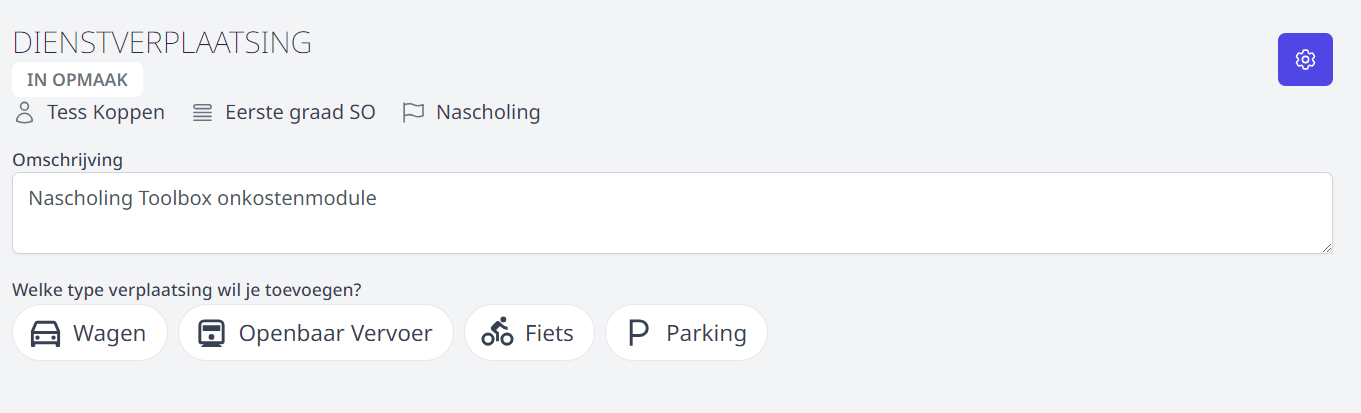 DIENSTVERPLAATSING
IN OPMAAK
Tess Koppen Eerste graad SO Nascholing
Omschrijving
Nascholing Toolbox onkostenmodule
Welke type verplaatsing wil je toevoegen?
Wagen Openbaar Vervoer Fiets P Parking